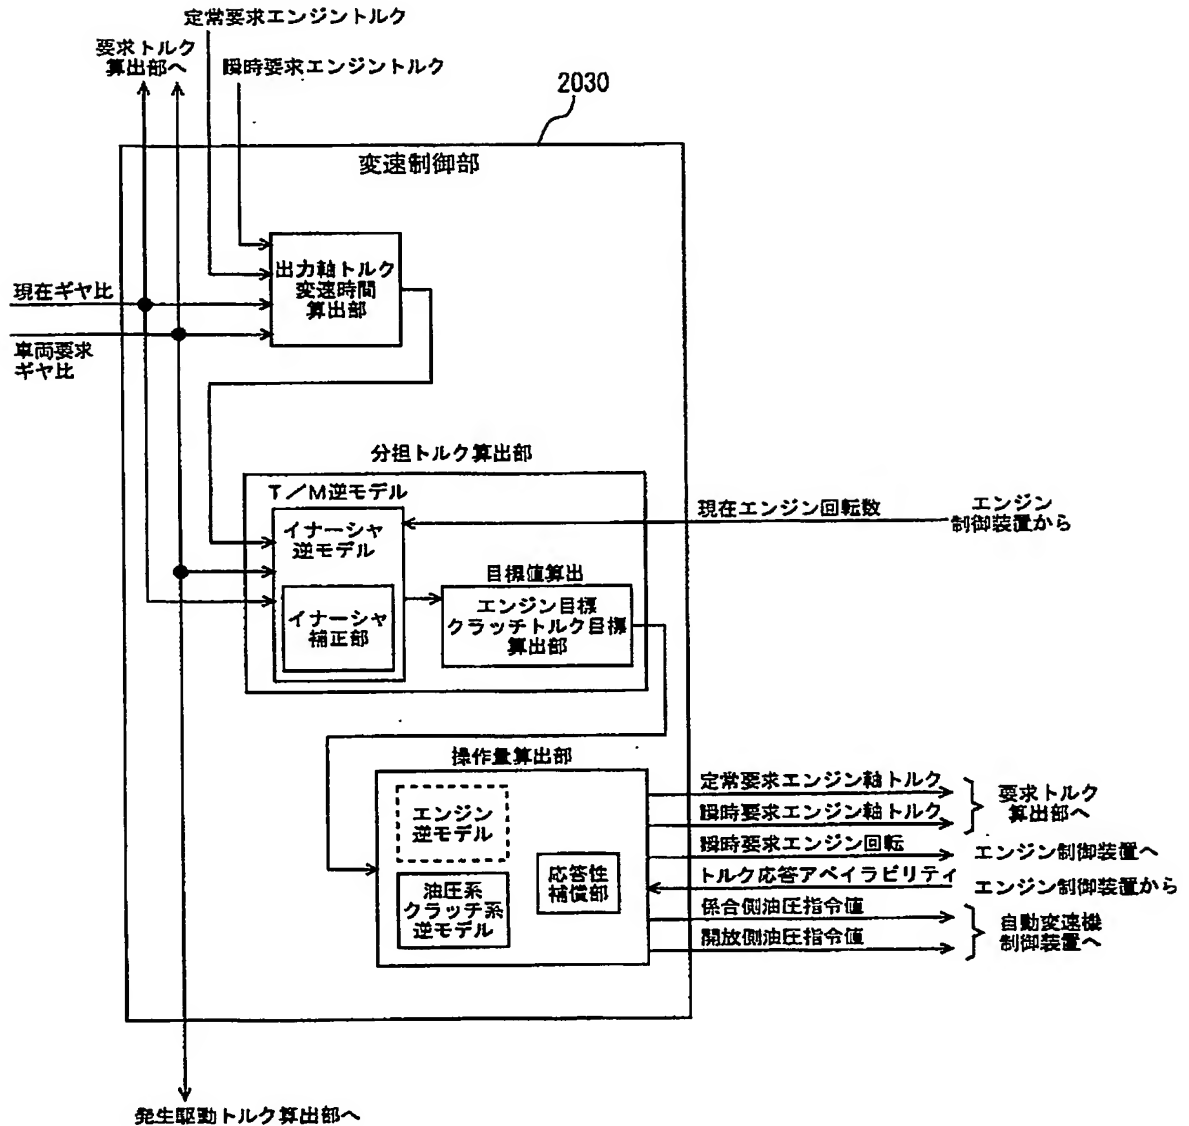 定常要求エンジントルク
要求トルク
算出部へ
瞬時要求エンジントルク
2030
変速制御部
出力軸トルク
変速時間
算出部
現在ギヤ比
車両要求
ギヤ比
分担トルク算出部
T/M逆モデル
イナーシャ
逆モデル
イナーシャ
補正部
現在エンジン回転数
エンジン
制御装置から
目標値算出
エンジン目標
クラッチトルク目標
算出部
操作量算出部
エンジン
逆モデル
油圧系
クラッチ系
逆モデル
応答性
補償部
定常要求エンジン軸トルク
瞬時要求エンジン軸トルク
要求トルク
算出部へ
瞬時要求エンジン回転
エンジン制御装置へ
トルク応答アベイラビリティ
エンジン制御装置から
係合側油圧指令値
開放側油圧指令値
自動変速機
制御装置へ
発生駆動トルク算出部へ